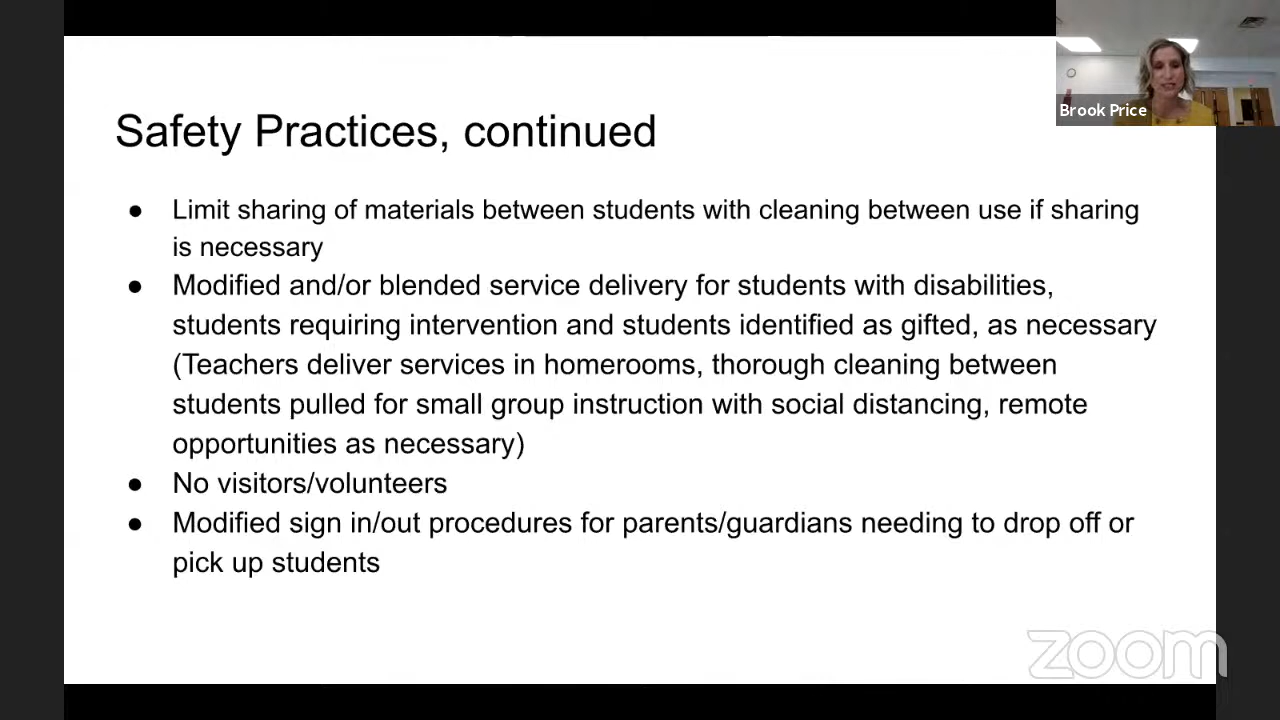 Brook Price
Safety Practices, continued
● Limit sharing of materials between students with cleaning between use if sharing
is necessary
● Modified and/or blended service delivery for students with disabilities,
students requiring intervention and students identified as gifted, as necessary
(Teachers deliver services in homerooms, thorough cleaning between
students pulled for small group instruction with social distancing, remote
opportunities as necessary)
● No visitors/volunteers
● Modified sign in/out procedures for parents/guardians needing to drop off or
pick up students
zoom